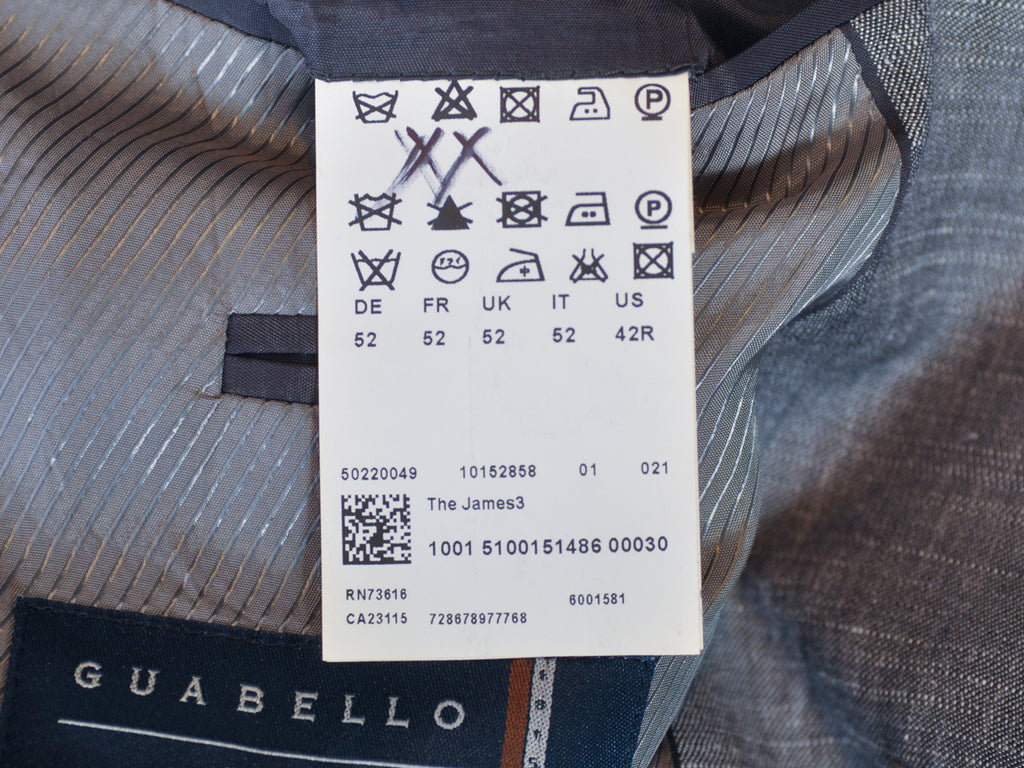 P
XX
P
DE FR UK IT US
52 52 52 52 42R
50220049 10152858 01 021
The James3
1001 5100151486 00030
RN73616
6001581
CA23115 728678977768
GUABELLO